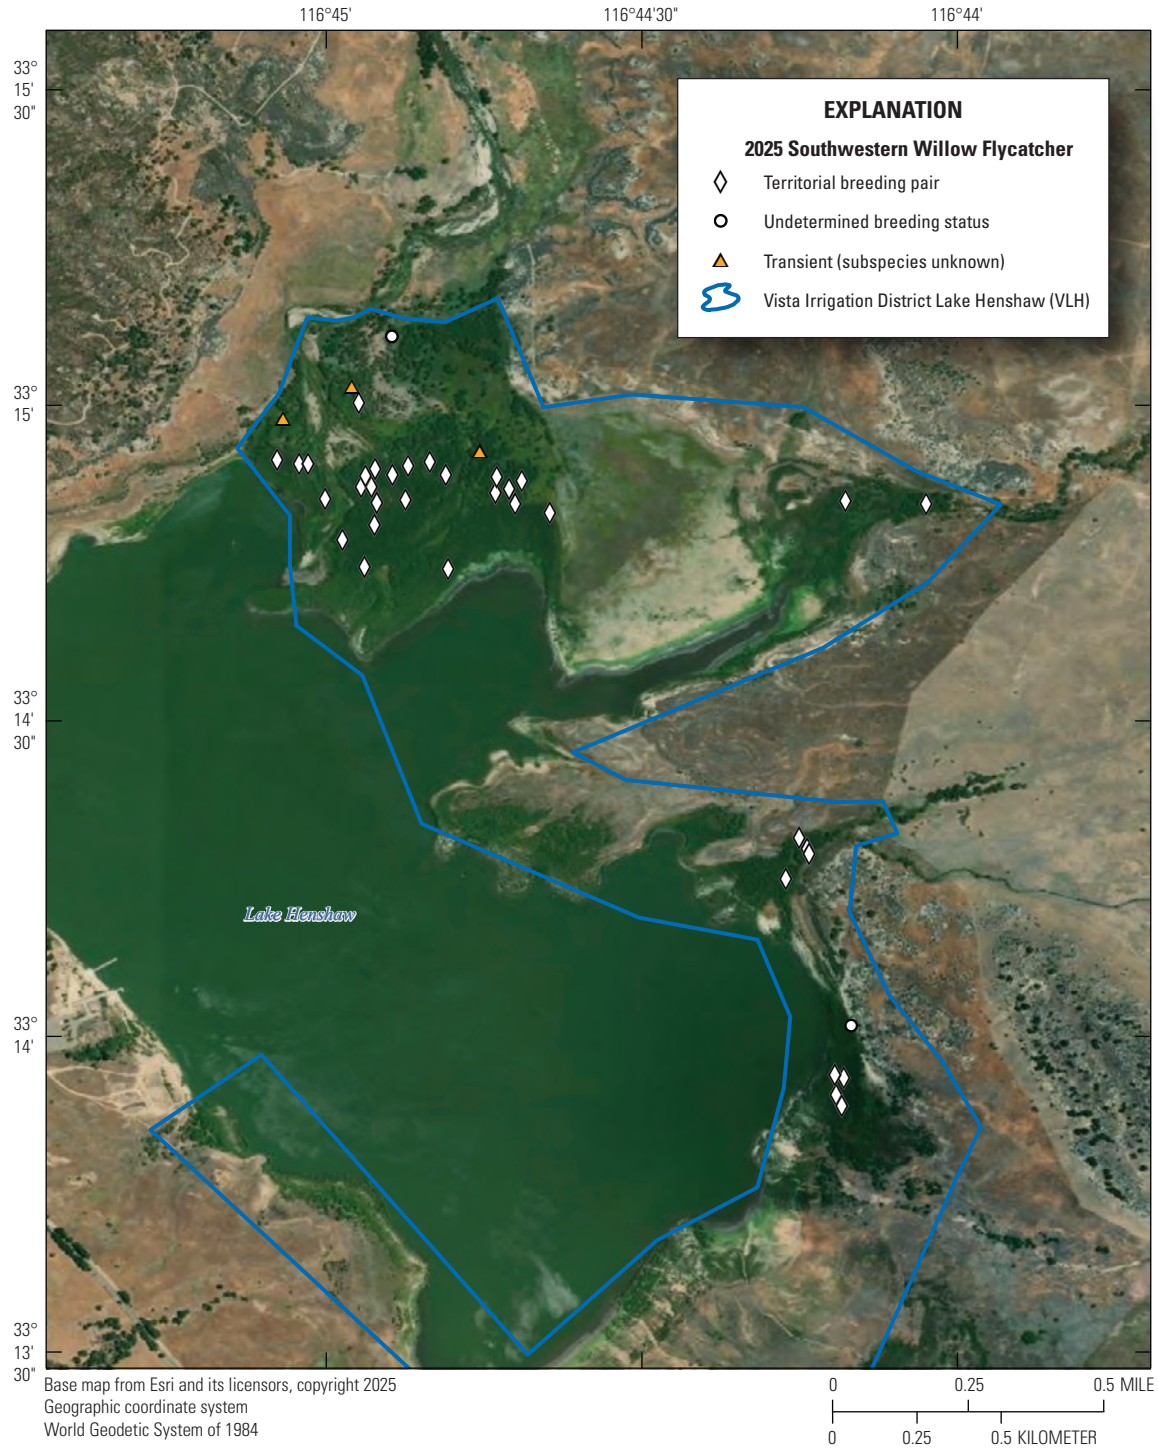 116°45'
116°44'30"
116°44'
33°
15'
30"
EXPLANATION
2025 Southwestern Willow Flycatcher
Territorial breeding pair
Undetermined breeding status
Transient (subspecies unknown)
Vista Irrigation District Lake Henshaw (VLH)
33°
15'
33°
14'
30"
Lake Henshaw
33°
14'
33°
13'
30"
Base map from Esri and its licensors, copyright 2025
Geographic coordinate system
World Geodetic System of 1984
0 0.25 0.5 MILE
0 0.25 0.5 KILOMETER